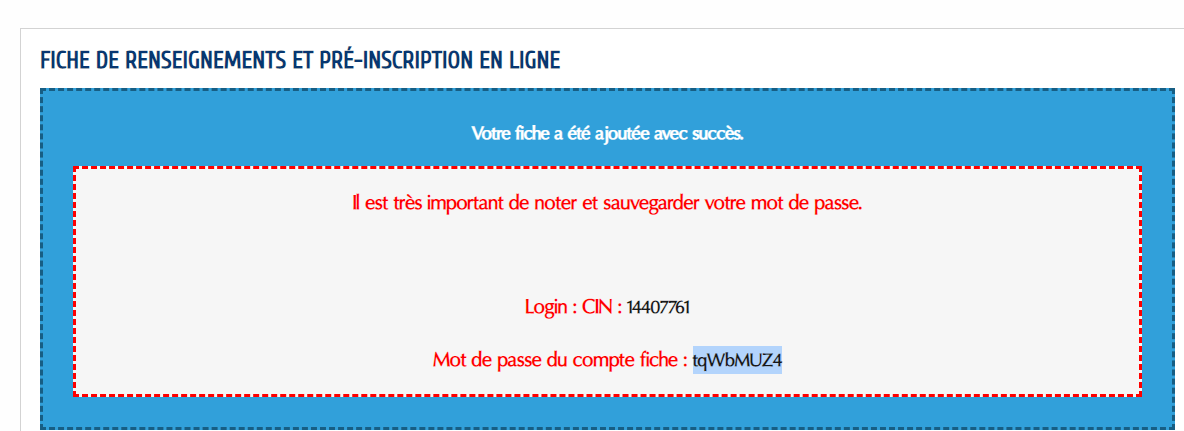 FICHE DE RENSEIGNEMENTS ET PRÉ-INSCRIPTION EN LIGNE
Votre fiche a été ajoutée avec succès.
Il est très important de noter et sauvegarder votre mot de passe.
Login : CIN : 14407761
Mot de passe du compte fiche : tqWbMUZ4